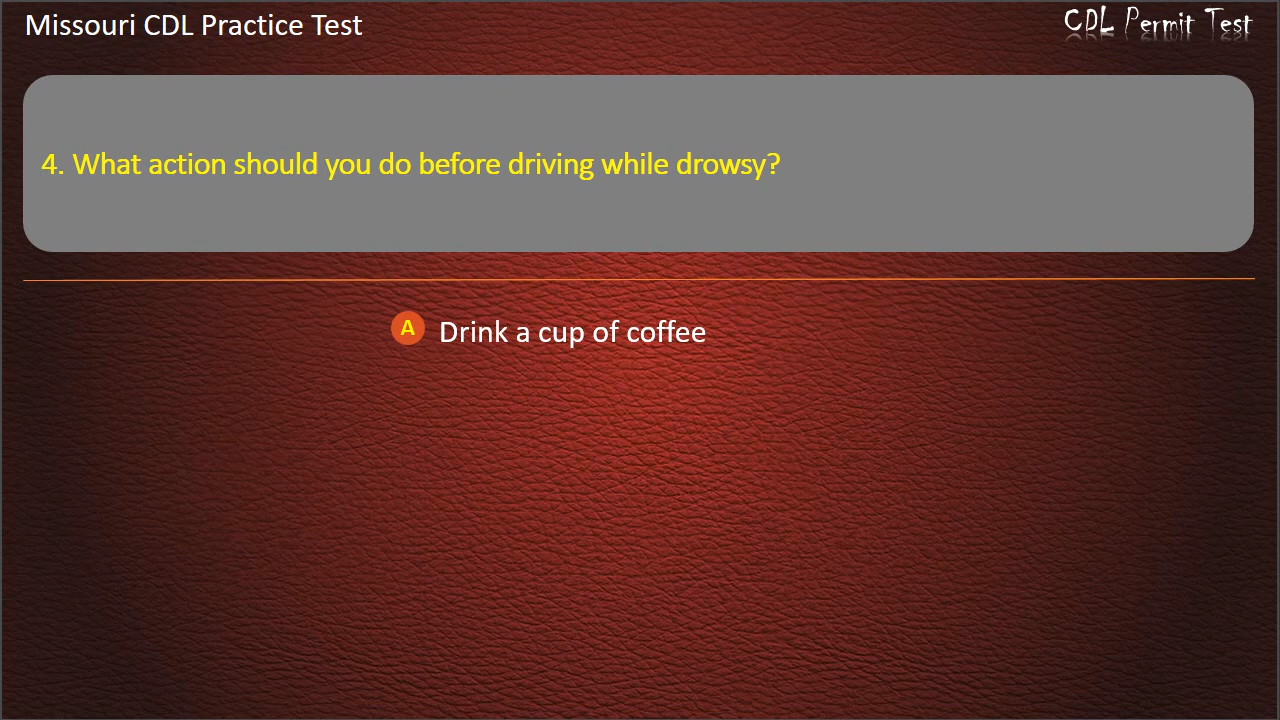 Missouri CDL Practice Test
CDL Permit Test
4. What action should you do before driving while drowsy?
A Drink a cup of coffee